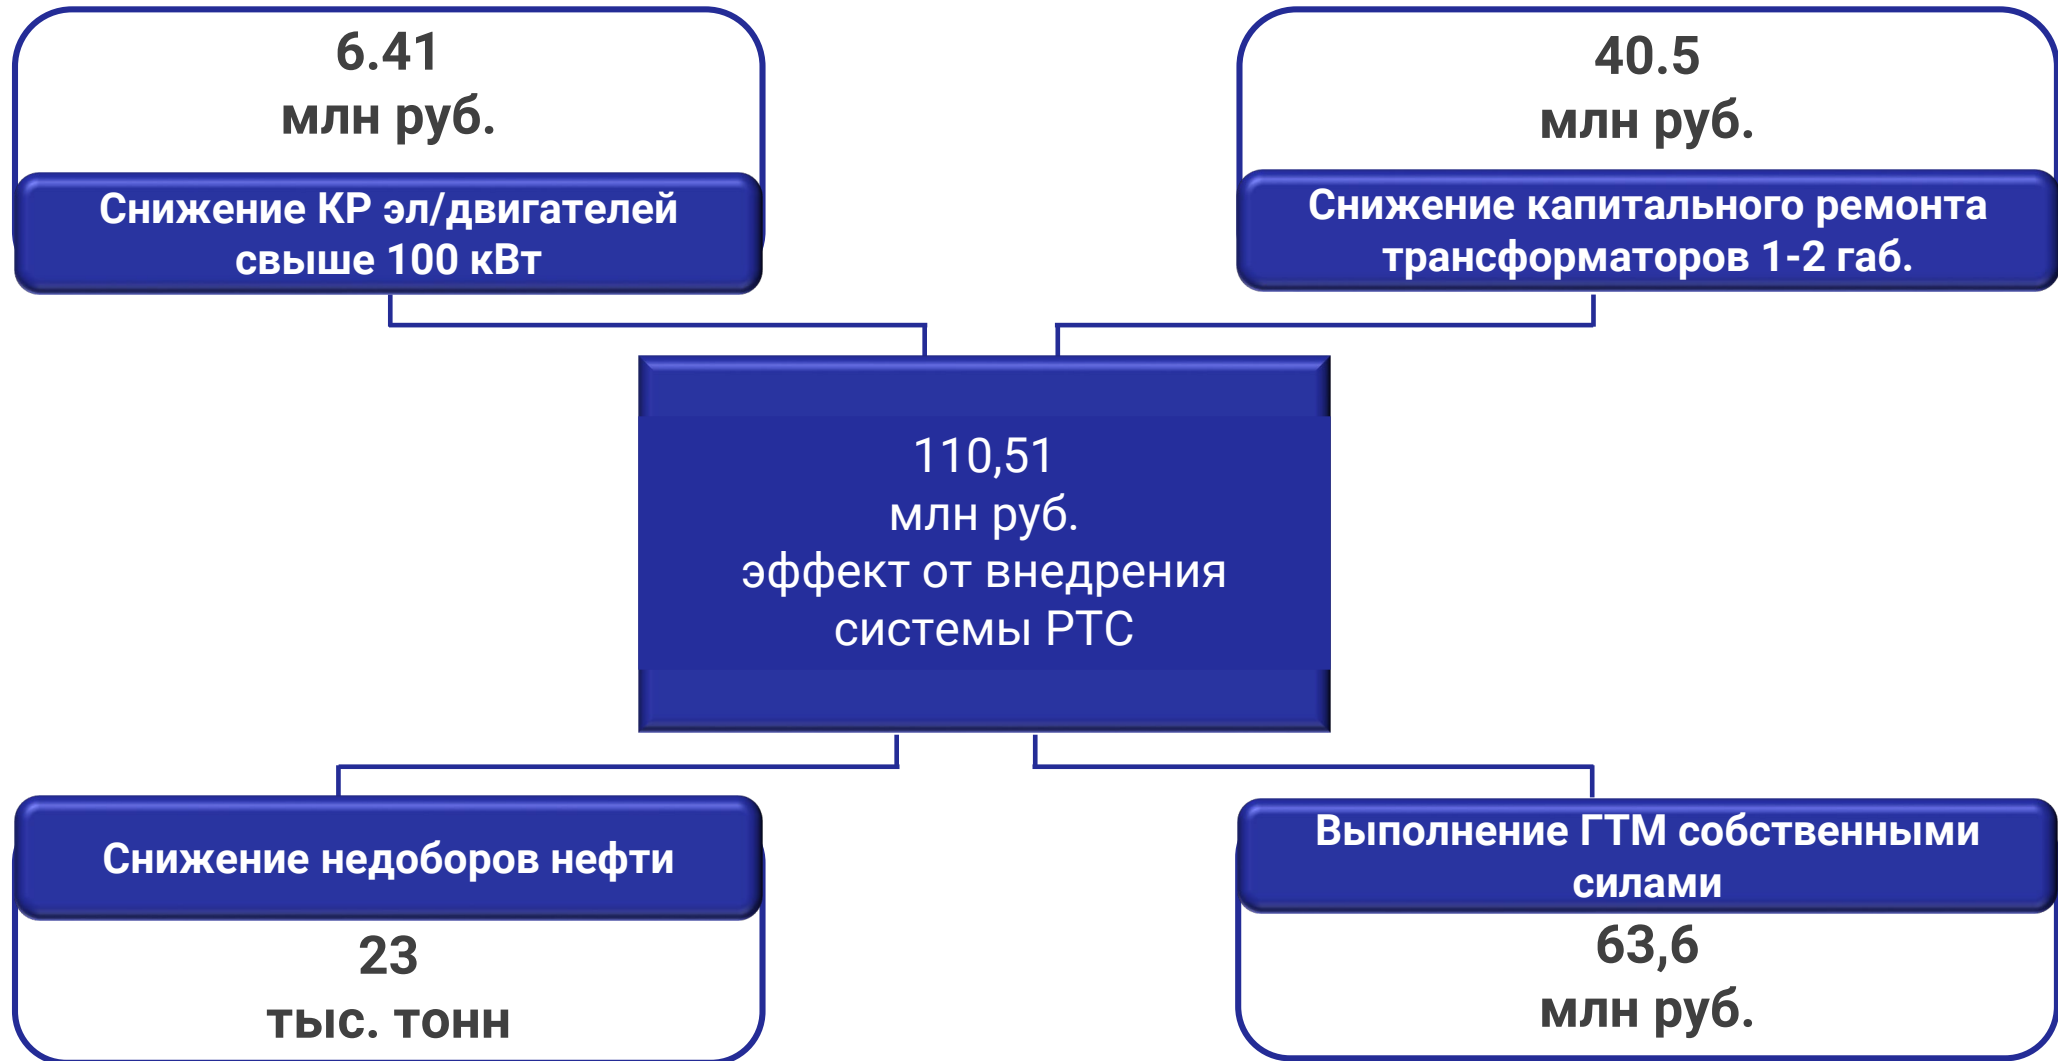 6.41
млн руб.
Снижение КР эл/двигателей
свыше 100 кВт
40.5
млн руб.
Снижение капитального ремонта
трансформаторов 1-2 габ.
110,51
млн руб.
эффект от внедрения
системы РТС
Снижение недоборов нефти
23
тыс. тонн
Выполнение ГТМ собственными
силами
63,6
млн руб.